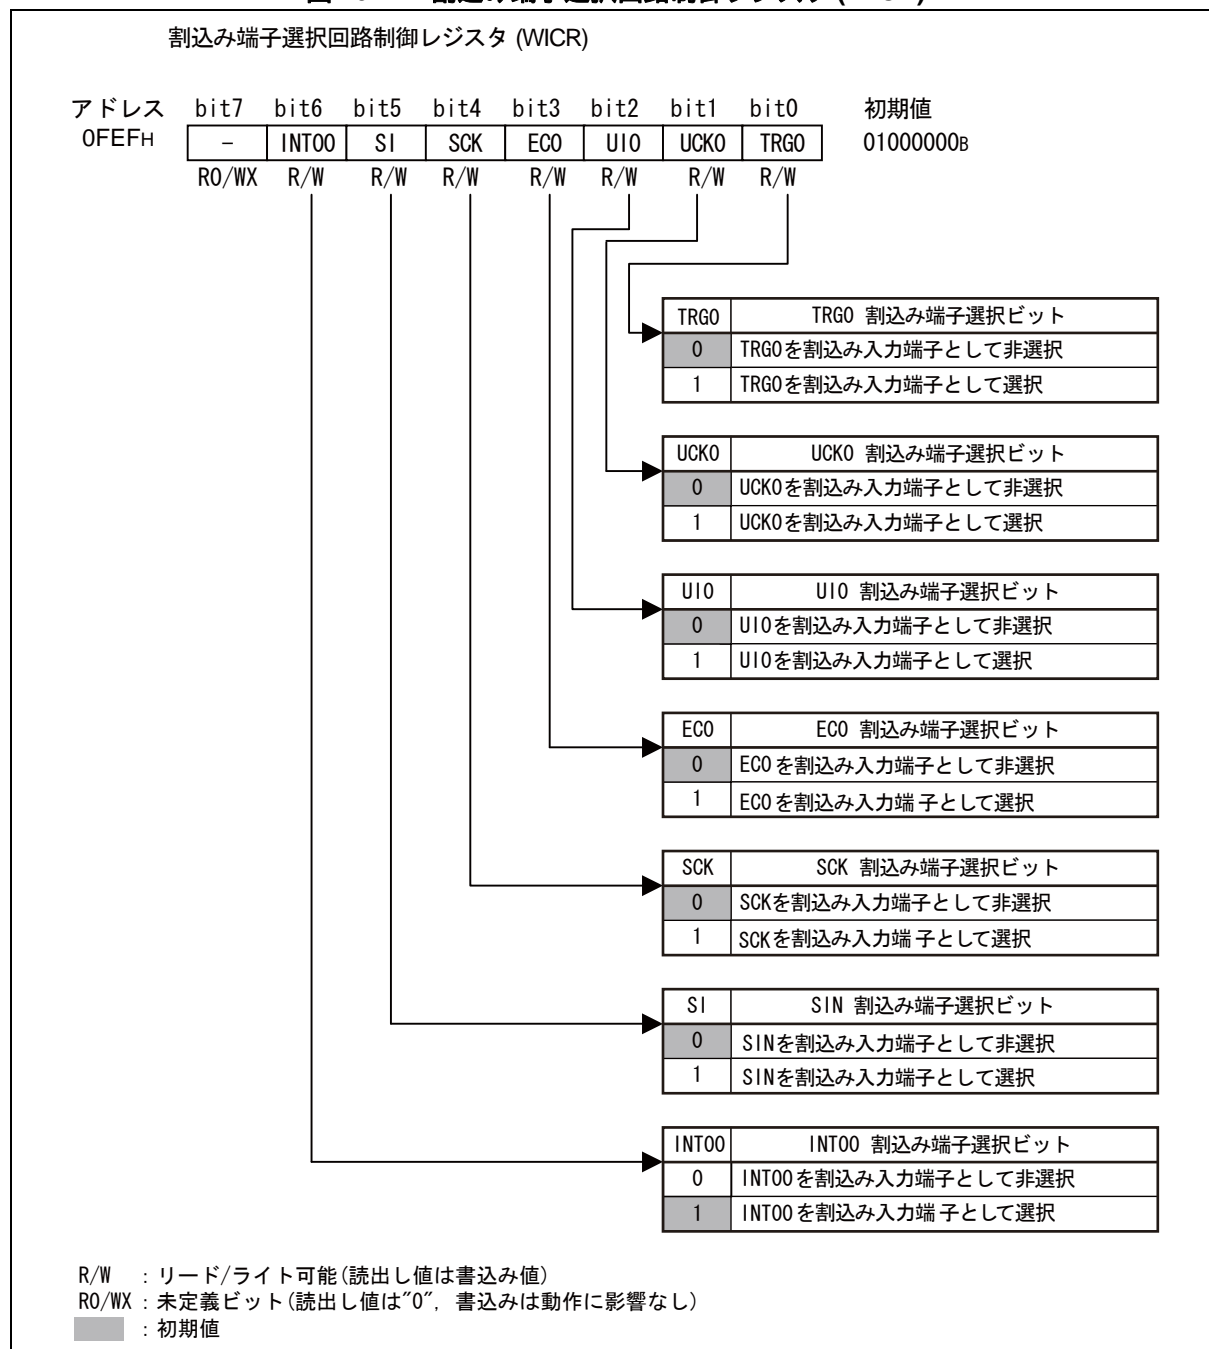 割込み端子選択回路制御レジスタ (WICR)
アドレス bit7 bit6 bit5 bit4 bit3 bit2 bit1 bit0 初期値
0FEFH - INT00 SI SCK EC0 UI0 UCK0 TRG0 01000000B
R0/WX R/W R/W R/W R/W R/W R/W R/W
TRG0 TRG0 割込み端子選択ビット
0 TRG0を割込み入力端子として非選択
1 TRG0を割込み入力端子として選択
UCK0 UCK0 割込み端子選択ビット
0 UCK0を割込み入力端子として非選択
1 UCK0を割込み入力端子として選択
UI0 UI0 割込み端子選択ビット
0 UI0を割込み入力端子として非選択
1 UI0を割込み入力端子として選択
EC0 EC0 割込み端子選択ビット
0 EC0を割込み入力端子として非選択
1 EC0を割込み入力端子として選択
SCK SCK 割込み端子選択ビット
0 SCKを割込み入力端子として非選択
1 SCKを割込み入力端子として選択
SI SIN 割込み端子選択ビット
0 SINを割込み入力端子として非選択
1 SINを割込み入力端子として選択
INT00 INT00 割込み端子選択ビット
0 INT00を割込み入力端子として非選択
1 INT00を割込み入力端子として選択
R/W : リード/ライト可能(読出し値は書込み値)
R0/WX : 未定義ビット(読出し値は"0", 書込みは動作に影響なし)
: 初期値